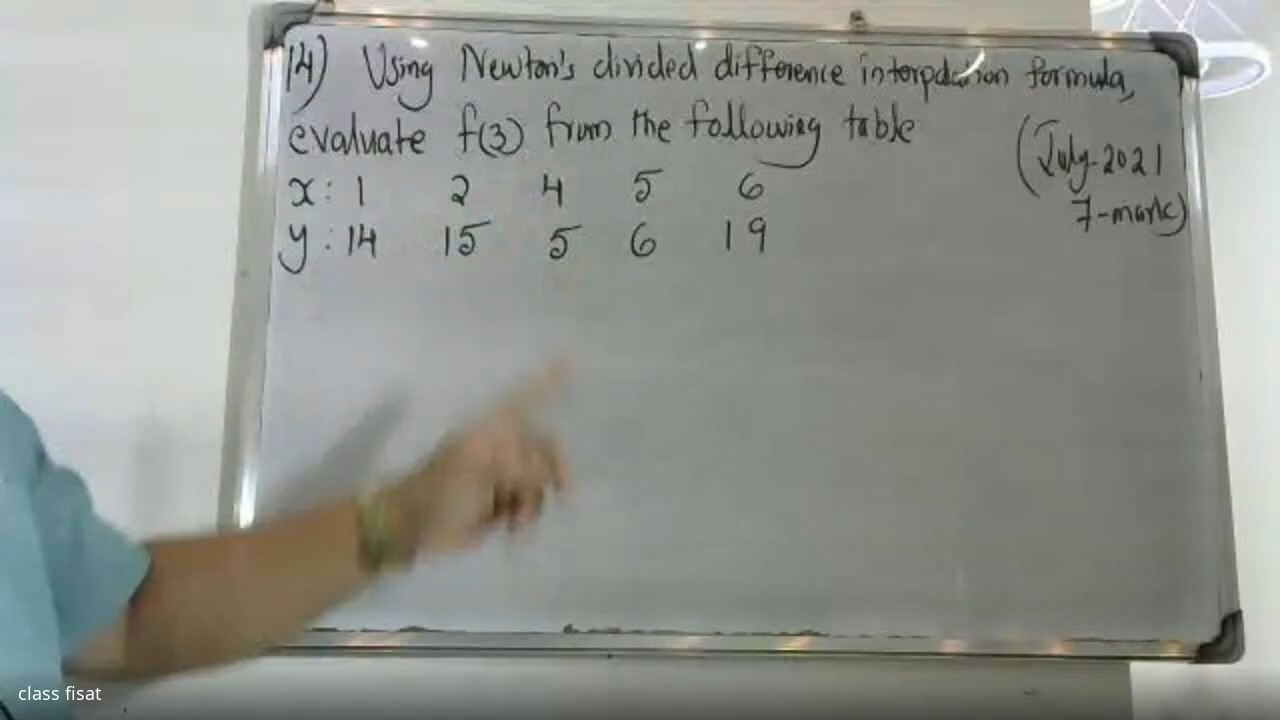 14) Using Newton's divided difference interpolation formula,
evaluate f(3) from the following table
(July-2021
7-mark)
x: 1 2 4 5 6
y: 14 15 5 6 19
class fisat